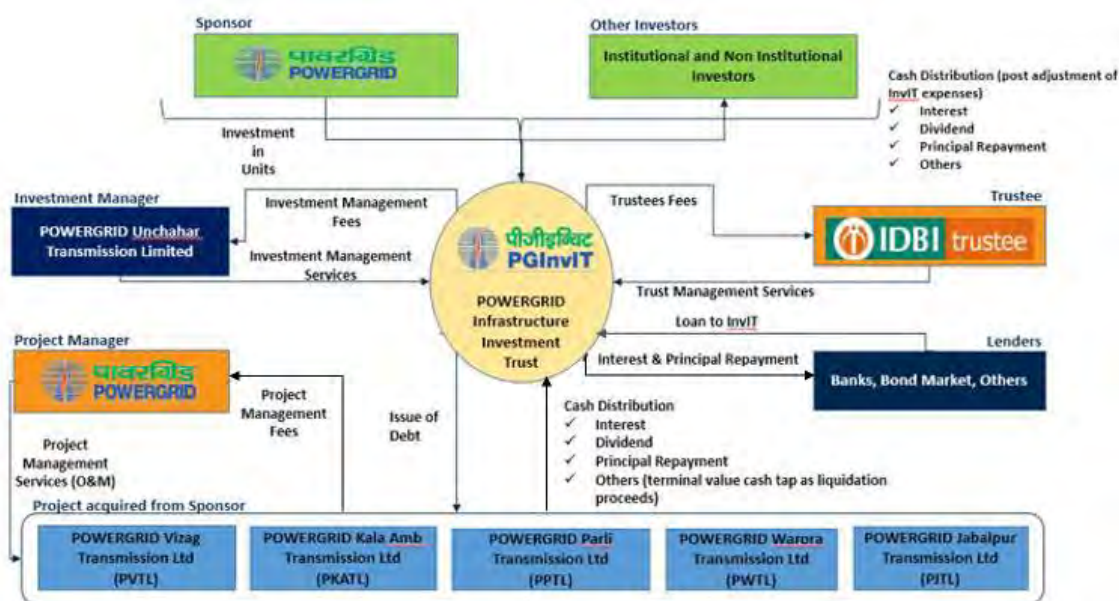 Sponsor
पावरग्रिड
POWERGRID
Other Investors
Institutional and Non Institutional
Investors
Cash Distribution (post adjustment of
InvIT expenses)
✓ Interest
✓ Dividend
✓ Principal Repayment
✓ Others
Investment
in
Units
Investment Manager
POWERGRID Unchahar
Transmission Limited
Investment Management
Fees
Investment Management
Services
पीजीइन्विट
PGInvIT
POWERGRID
Infrastructure
Investment
Trust
Trustees Fees
Trustee
IDBI trustee
Trust Management Services
Loan to InvIT
Interest & Principal Repayment
Lenders
Banks, Bond Market, Others
Project Manager
पावरग्रिड
POWERGRID
Project
Management
Fees
Project
Management
Services (O&M)
Issue of
Debt
Cash Distribution
✓ Interest
✓ Dividend
✓ Principal Repayment
✓ Others (terminal value cash tap as liquidation
proceeds)
Project acquired from Sponsor
POWERGRID Vizag
Transmission Ltd
(PVTL)
POWERGRID Kala Amb
Transmission Ltd
(PKATL)
POWERGRID Parli
Transmission Ltd
(PPTL)
POWERGRID Warora
Transmission Ltd
(PWTL)
POWERGRID Jabalpur
Transmission Ltd
(PJTL)